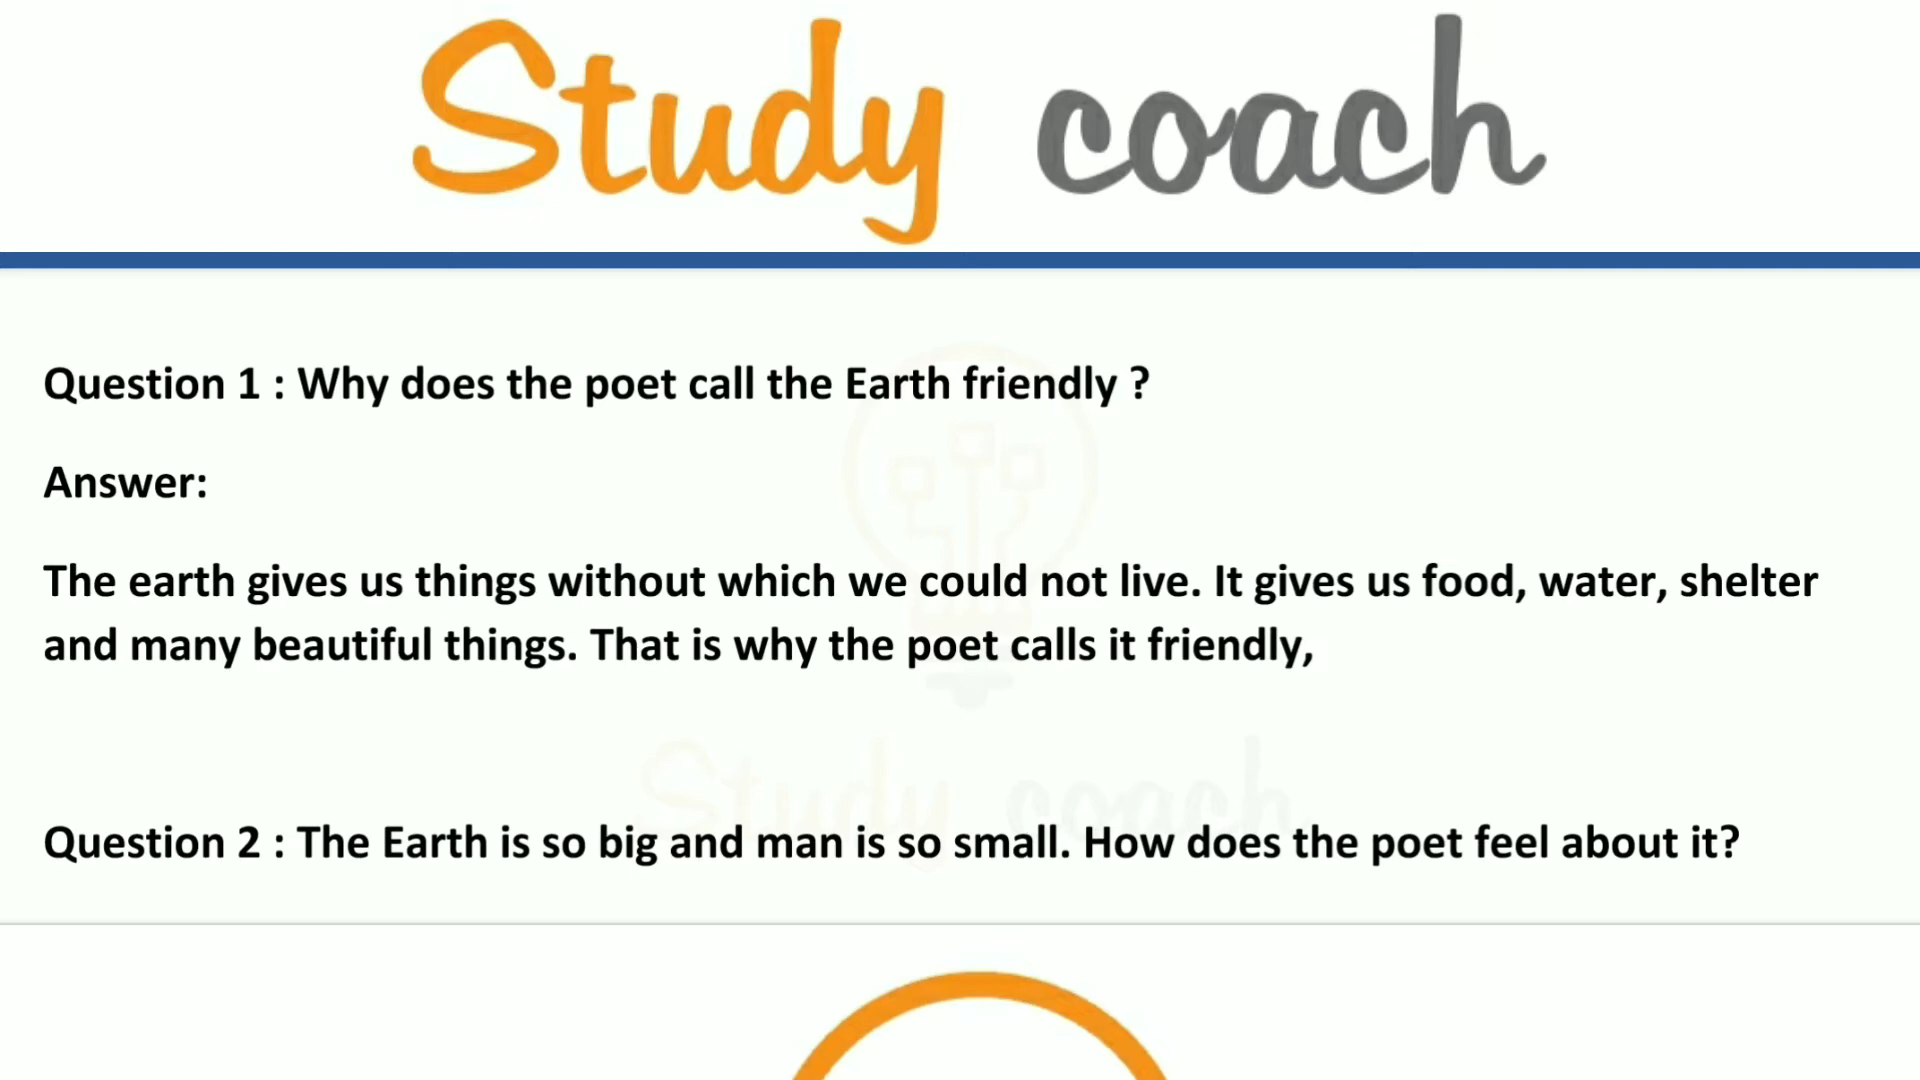 Study coach
Question 1 : Why does the poet call the Earth friendly ?
Answer:
The earth gives us things without which we could not live. It gives us food, water, shelter
and many beautiful things. That is why the poet calls it friendly,
Study coach
Question 2 : The Earth is so big and man is so small. How does the poet feel about it?